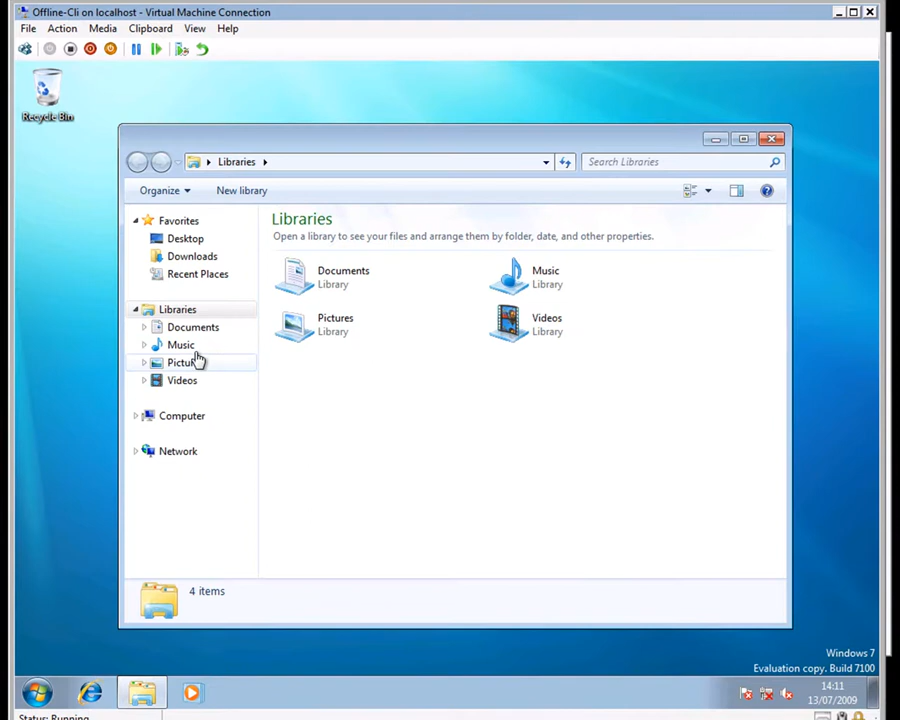 Offline-Cli on localhost - Virtual Machine Connection
File Action Media Clipboard View Help
Recycle Bin
Libraries
Search Libraries
Organize
New library
Favorites
Desktop
Downloads
Recent Places
Libraries
Documents
Music
Videos
Computer
Network
Libraries
Open a library to see your files and arrange them by folder, date, and other properties.
Documents
Library
Music
Library
Pictures
Library
Videos
Library
4 items
Windows 7
Evaluation copy. Build 7100
14:11
13/07/2009
Status: Running